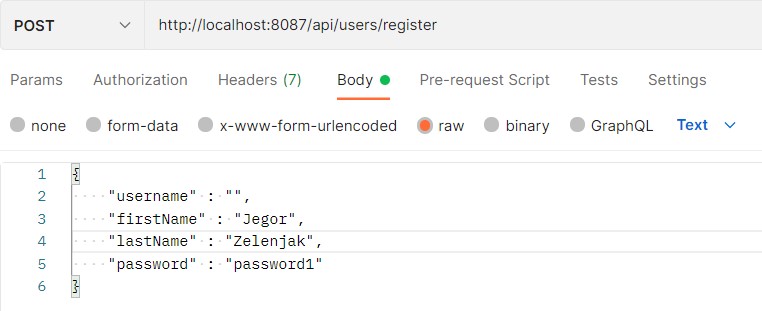 POST http://localhost:8087/api/users/register
Params Authorization Headers (7) Body Pre-request Script Tests Settings
none form-data x-www-form-urlencoded raw binary GraphQL Text
1 {
2 "username" : "",
3 "firstName" : "Jegor",
4 "lastName" : "Zelenjak",
5 "password" : "password1"
6 }